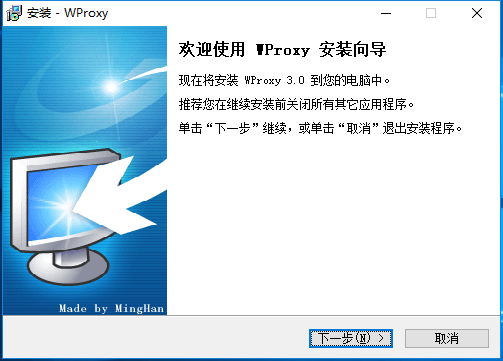 安装 - WProxy
欢迎使用 WProxy 安装向导
现在将安装 WProxy 3.0 到您的电脑中。
推荐您在继续安装前关闭所有其它应用程序。
单击“下一步”继续，或单击“取消”退出安装程序。
Made by MingHan
下一步(N) >
取消